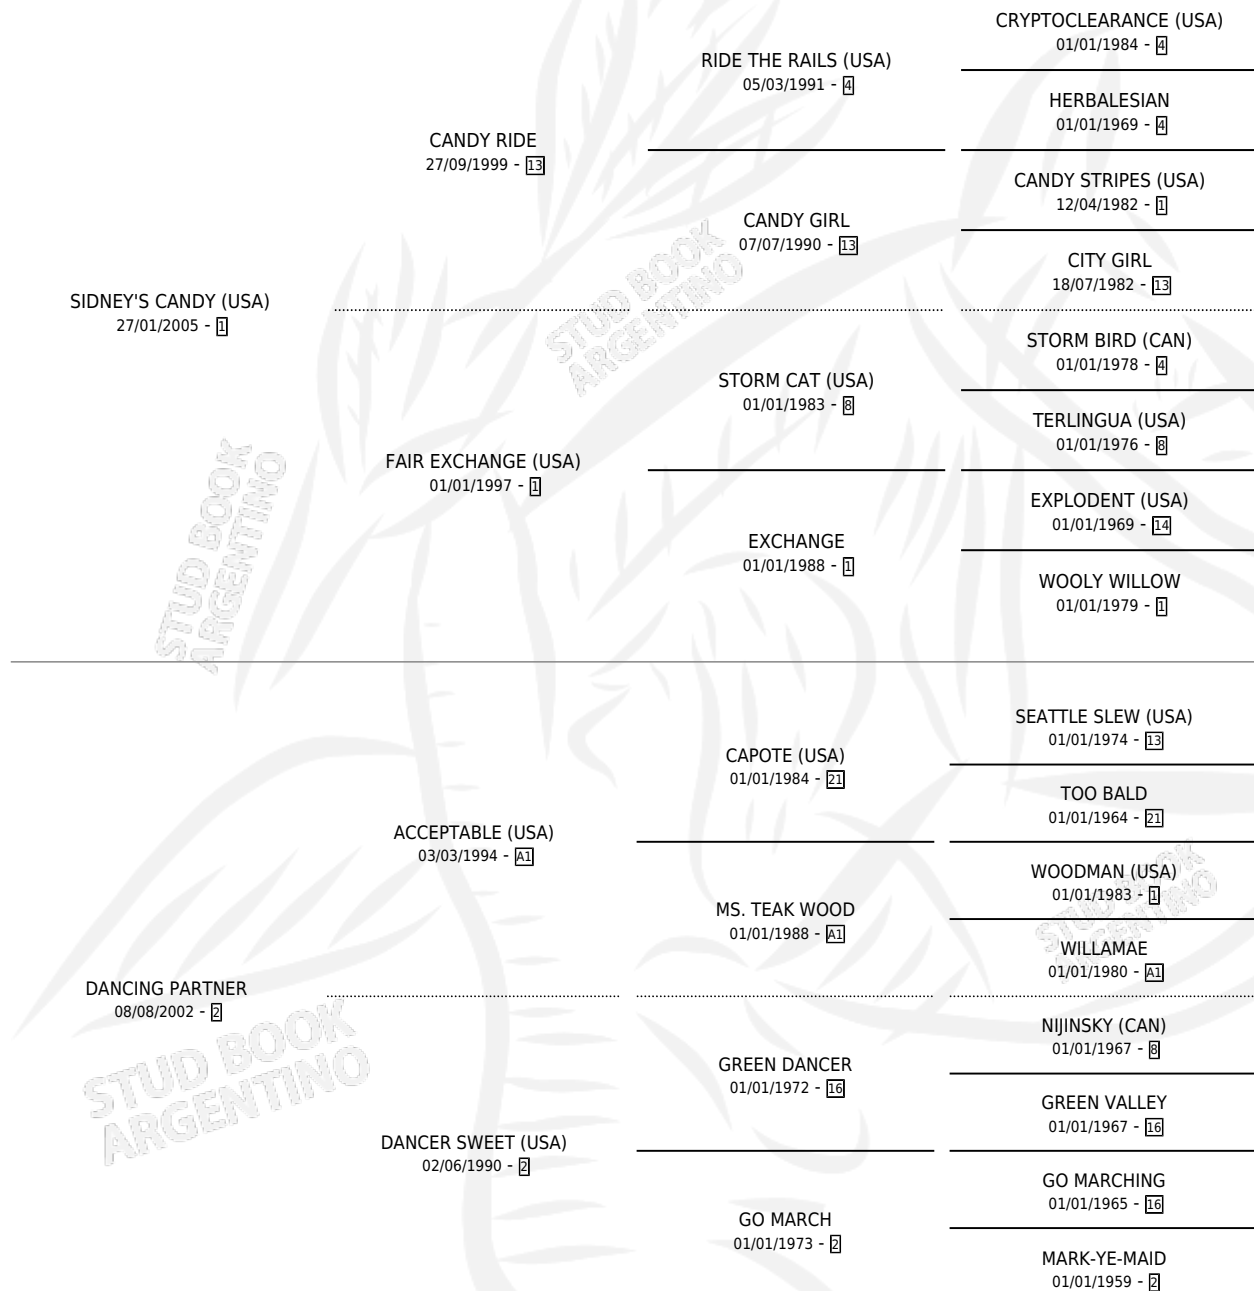 CRYPTOCLEARANCE (USA)
01/01/1984 - 4
RIDE THE RAILS (USA)
05/03/1991 - 4
HERBALESIAN
01/01/1969 - 4
CANDY RIDE
27/09/1999 - 13
CANDY STRIPES (USA)
12/04/1982 - 1
CANDY GIRL
07/07/1990 - 13
CITY GIRL
18/07/1982 - 13
SIDNEY'S CANDY (USA)
27/01/2005 - 1
STORM BIRD (CAN)
01/01/1978 - 4
STORM CAT (USA)
01/01/1983 - 8
TERLINGUA (USA)
01/01/1976 - 8
FAIR EXCHANGE (USA)
01/01/1997 - 1
EXPLODENT (USA)
01/01/1969 - 14
EXCHANGE
01/01/1988 - 1
WOOLY WILLOW
01/01/1979 - 1
SEATTLE SLEW (USA)
01/01/1974 - 13
CAPOTE (USA)
01/01/1984 - 21
TOO BALD
01/01/1964 - 21
ACCEPTABLE (USA)
03/03/1994 - A1
WOODMAN (USA)
01/01/1983 - 1
MS. TEAK WOOD
01/01/1988 - A1
WILLAMAE
01/01/1980 - A1
DANCING PARTNER
08/08/2002 - 2
NIJINSKY (CAN)
01/01/1967 - 8
GREEN DANCER
01/01/1972 - 16
GREEN VALLEY
01/01/1967 - 16
DANCER SWEET (USA)
02/06/1990 - 2
GO MARCHING
01/01/1965 - 16
GO MARCH
01/01/1973 - 2
MARK-YE-MAID
01/01/1959 - 2
STUD BOOK
ARGENTINO
STUD BOOK
ARGENTINO
STUD BOOK
ARGENTINO
STUD BOOK
ARGENTINO